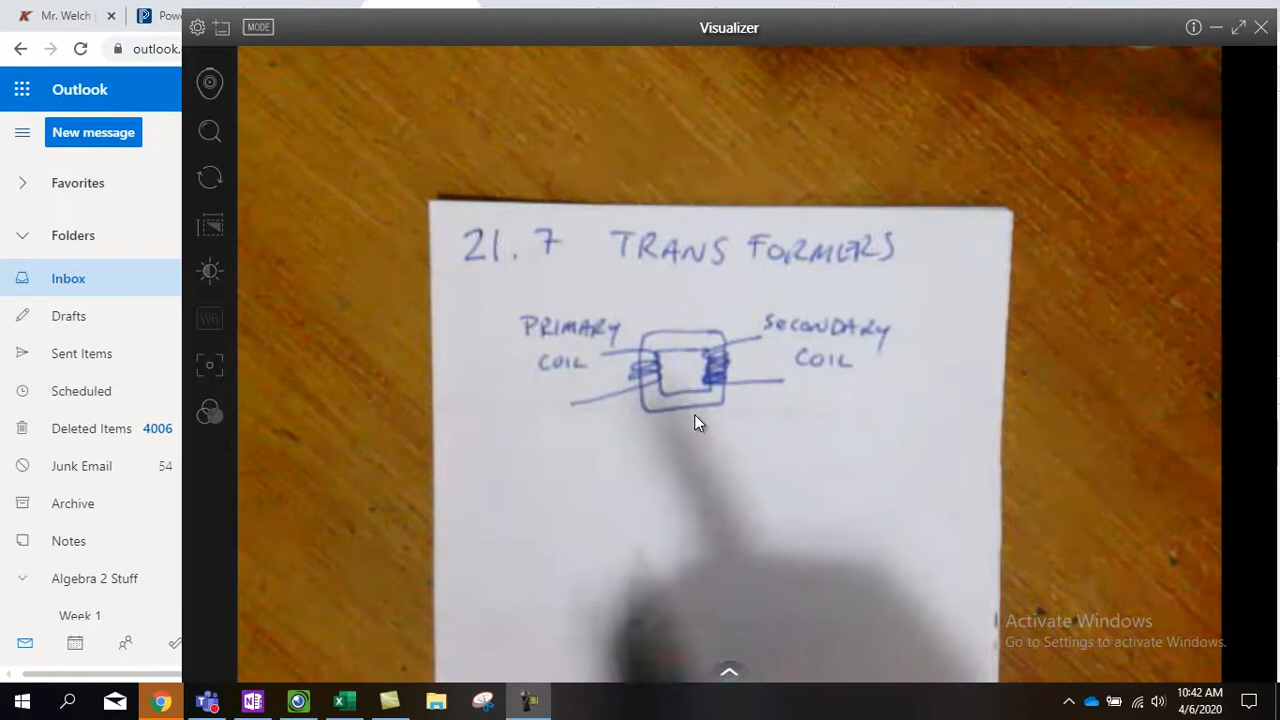 Mr. Welch
Pow
outlook.
Visualizer
MODE
Outlook
New message
Favorites
Folders
Inbox
Drafts
Sent Items
Scheduled
Deleted Items 4006
Junk Email 54
Archive
Notes
Algebra 2 Stuff
Week 1
W6
21.7 TRANSFORMERS
PRIMARY COIL
SECONDARY COIL
Activate Windows
Go to Settings to activate Windows.
10:42 AM
4/6/2020